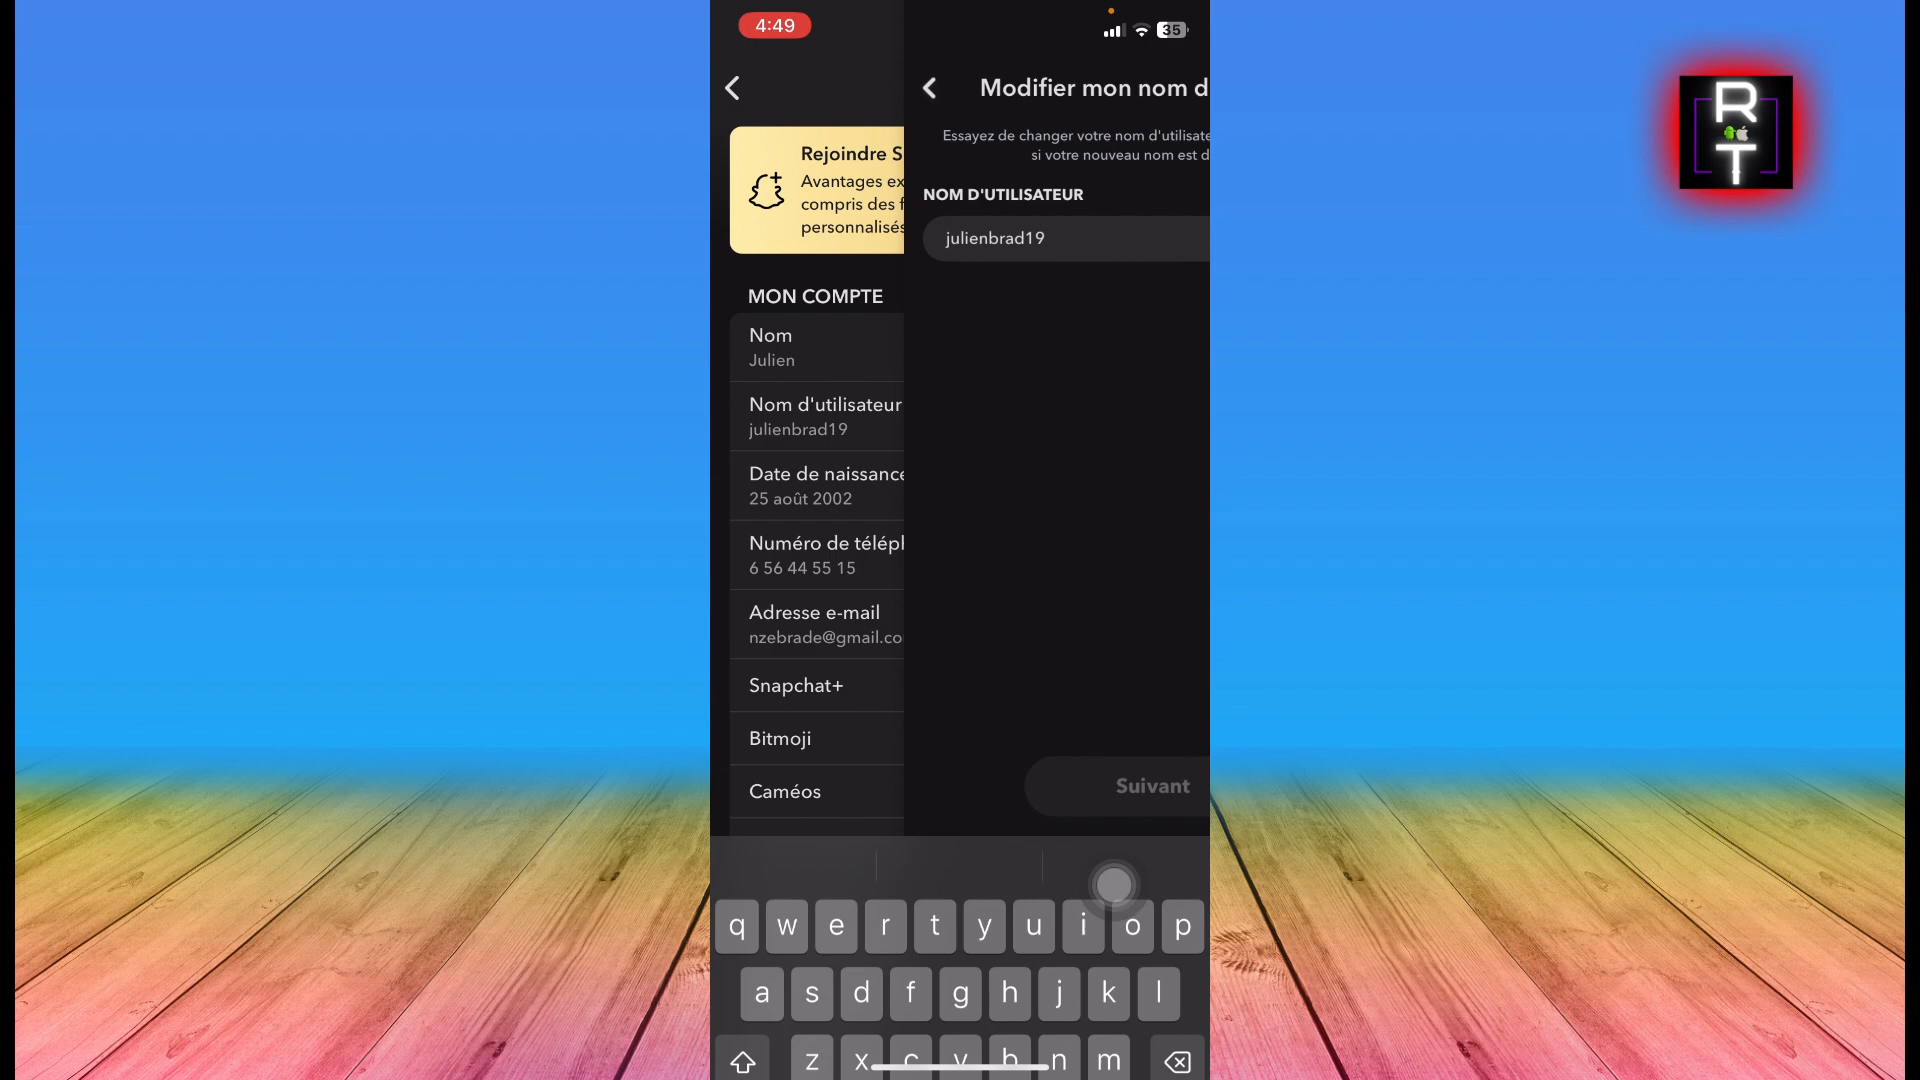 4:49
35
Rejoindre S
Avantages ex
compris des f
personnalisés
MON COMPTE
Nom
Julien
Nom d'utilisateur
julienbrad19
Date de naissance
25 août 2002
Numéro de téléph
6 56 44 55 15
Adresse e-mail
nzebrade@gmail.co
Snapchat+
Bitmoji
Caméos
Modifier mon nom d
Essayez de changer votre nom d'utilisate
si votre nouveau nom est d
NOM D'UTILISATEUR
julienbrad19
Suivant
q w e r t y u i o p
a s d f g h j k l
z x c v b n m
R
T